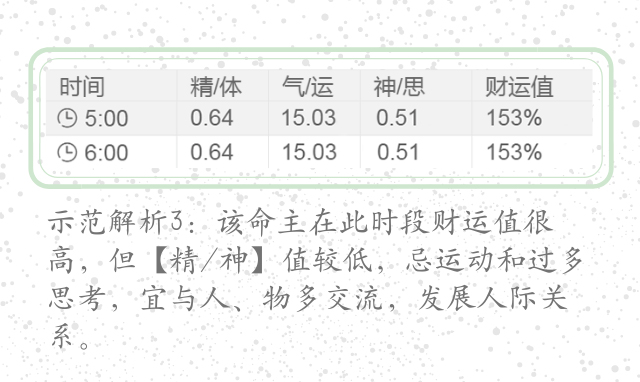 时间 精/体 气/运 神/思 财运值
5:00 0.64 15.03 0.51 153%
6:00 0.64 15.03 0.51 153%
示范解析3：该命主在此时段财运值很
高，但【精/神】值较低，忌运动和过多
思考，宜与人、物多交流，发展人际关
系。